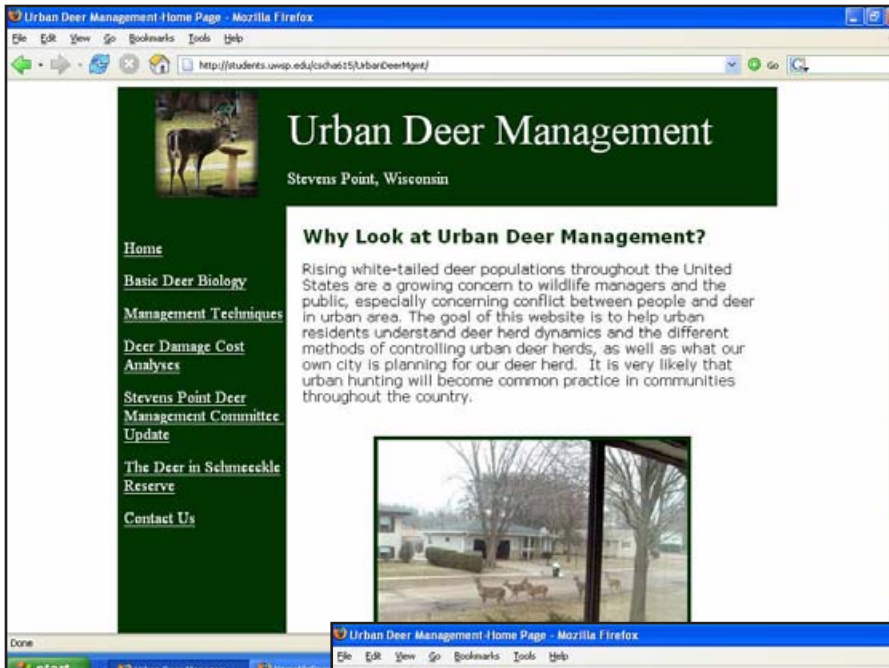 Urban Deer Management-Home Page - Mozilla Firefox
File Edit View Go Bookmarks Tools Help
http://students.uwsp.edu/cscha615/UrbanDeerMgmt/ Go
Urban Deer Management
Stevens Point, Wisconsin
Home
Basic Deer Biology
Management Techniques
Deer Damage Cost
Analyses
Stevens Point Deer
Management Committee
Update
The Deer in Schmeeckle
Reserve
Contact Us
Why Look at Urban Deer Management?
Rising white-tailed deer populations throughout the United
States are a growing concern to wildlife managers and the
public, especially concerning conflict between people and deer
in urban area. The goal of this website is to help urban
residents understand deer herd dynamics and the different
methods of controlling urban deer herds, as well as what our
own city is planning for our deer herd. It is very likely that
urban hunting will become common practice in communities
throughout the country.
Done
start
Urban Deer Management-Home Page - Mozilla Firefox
File Edit View Go Bookmarks Tools Help